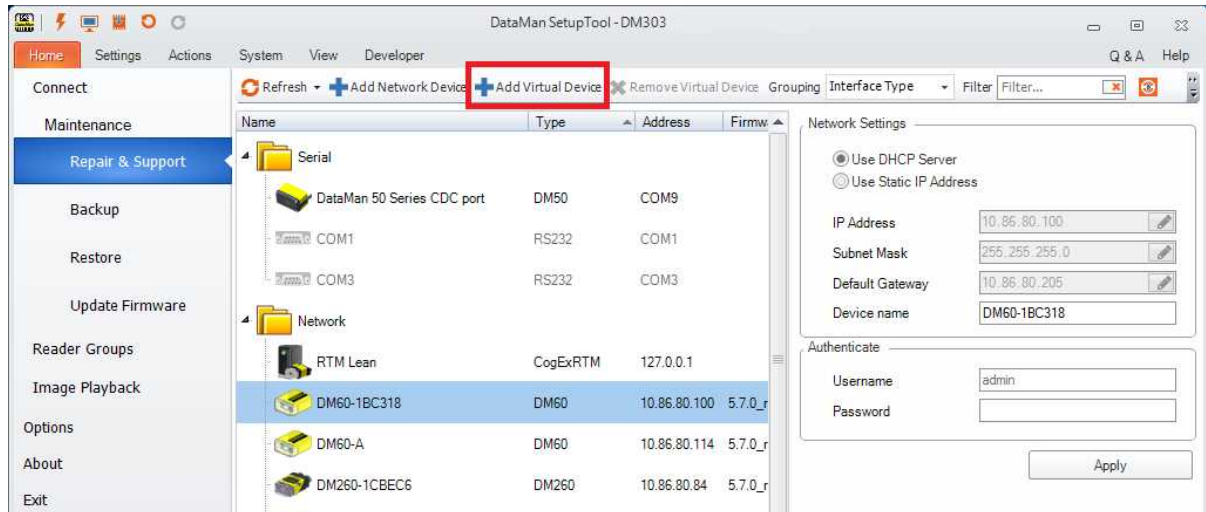 DataMan SetupTool - DM303
Home Settings Actions System View Developer Q & A Help
Connect
Maintenance
Repair & Support
Backup
Restore
Update Firmware
Reader Groups
Image Playback
Options
About
Exit
Refresh Add Network Device Add Virtual Device Remove Virtual Device Grouping Interface Type Filter Filter...
Name Type Address Firmw
Serial
DataMan 50 Series CDC port DM50 COM9
COM1 RS232 COM1
COM3 RS232 COM3
Network
RTM Lean CogExRTM 127.0.0.1
DM60-1BC318 DM60 10.86.80.100 5.7.0_r
DM60-A DM60 10.86.80.114 5.7.0_r
DM260-1CBEC6 DM260 10.86.80.84 5.7.0_r
Network Settings
Use DHCP Server
Use Static IP Address
IP Address 10.86.80.100
Subnet Mask 255.255.255.0
Default Gateway 10.86.80.205
Device name DM60-1BC318
Authenticate
Username admin
Password
Apply